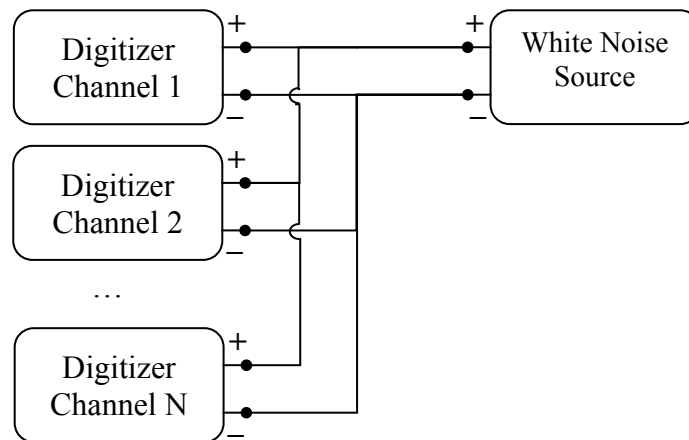 +
Digitizer
Channel 1
−
+
White Noise
Source
−
+
Digitizer
Channel 2
−
...
+
Digitizer
Channel N
−